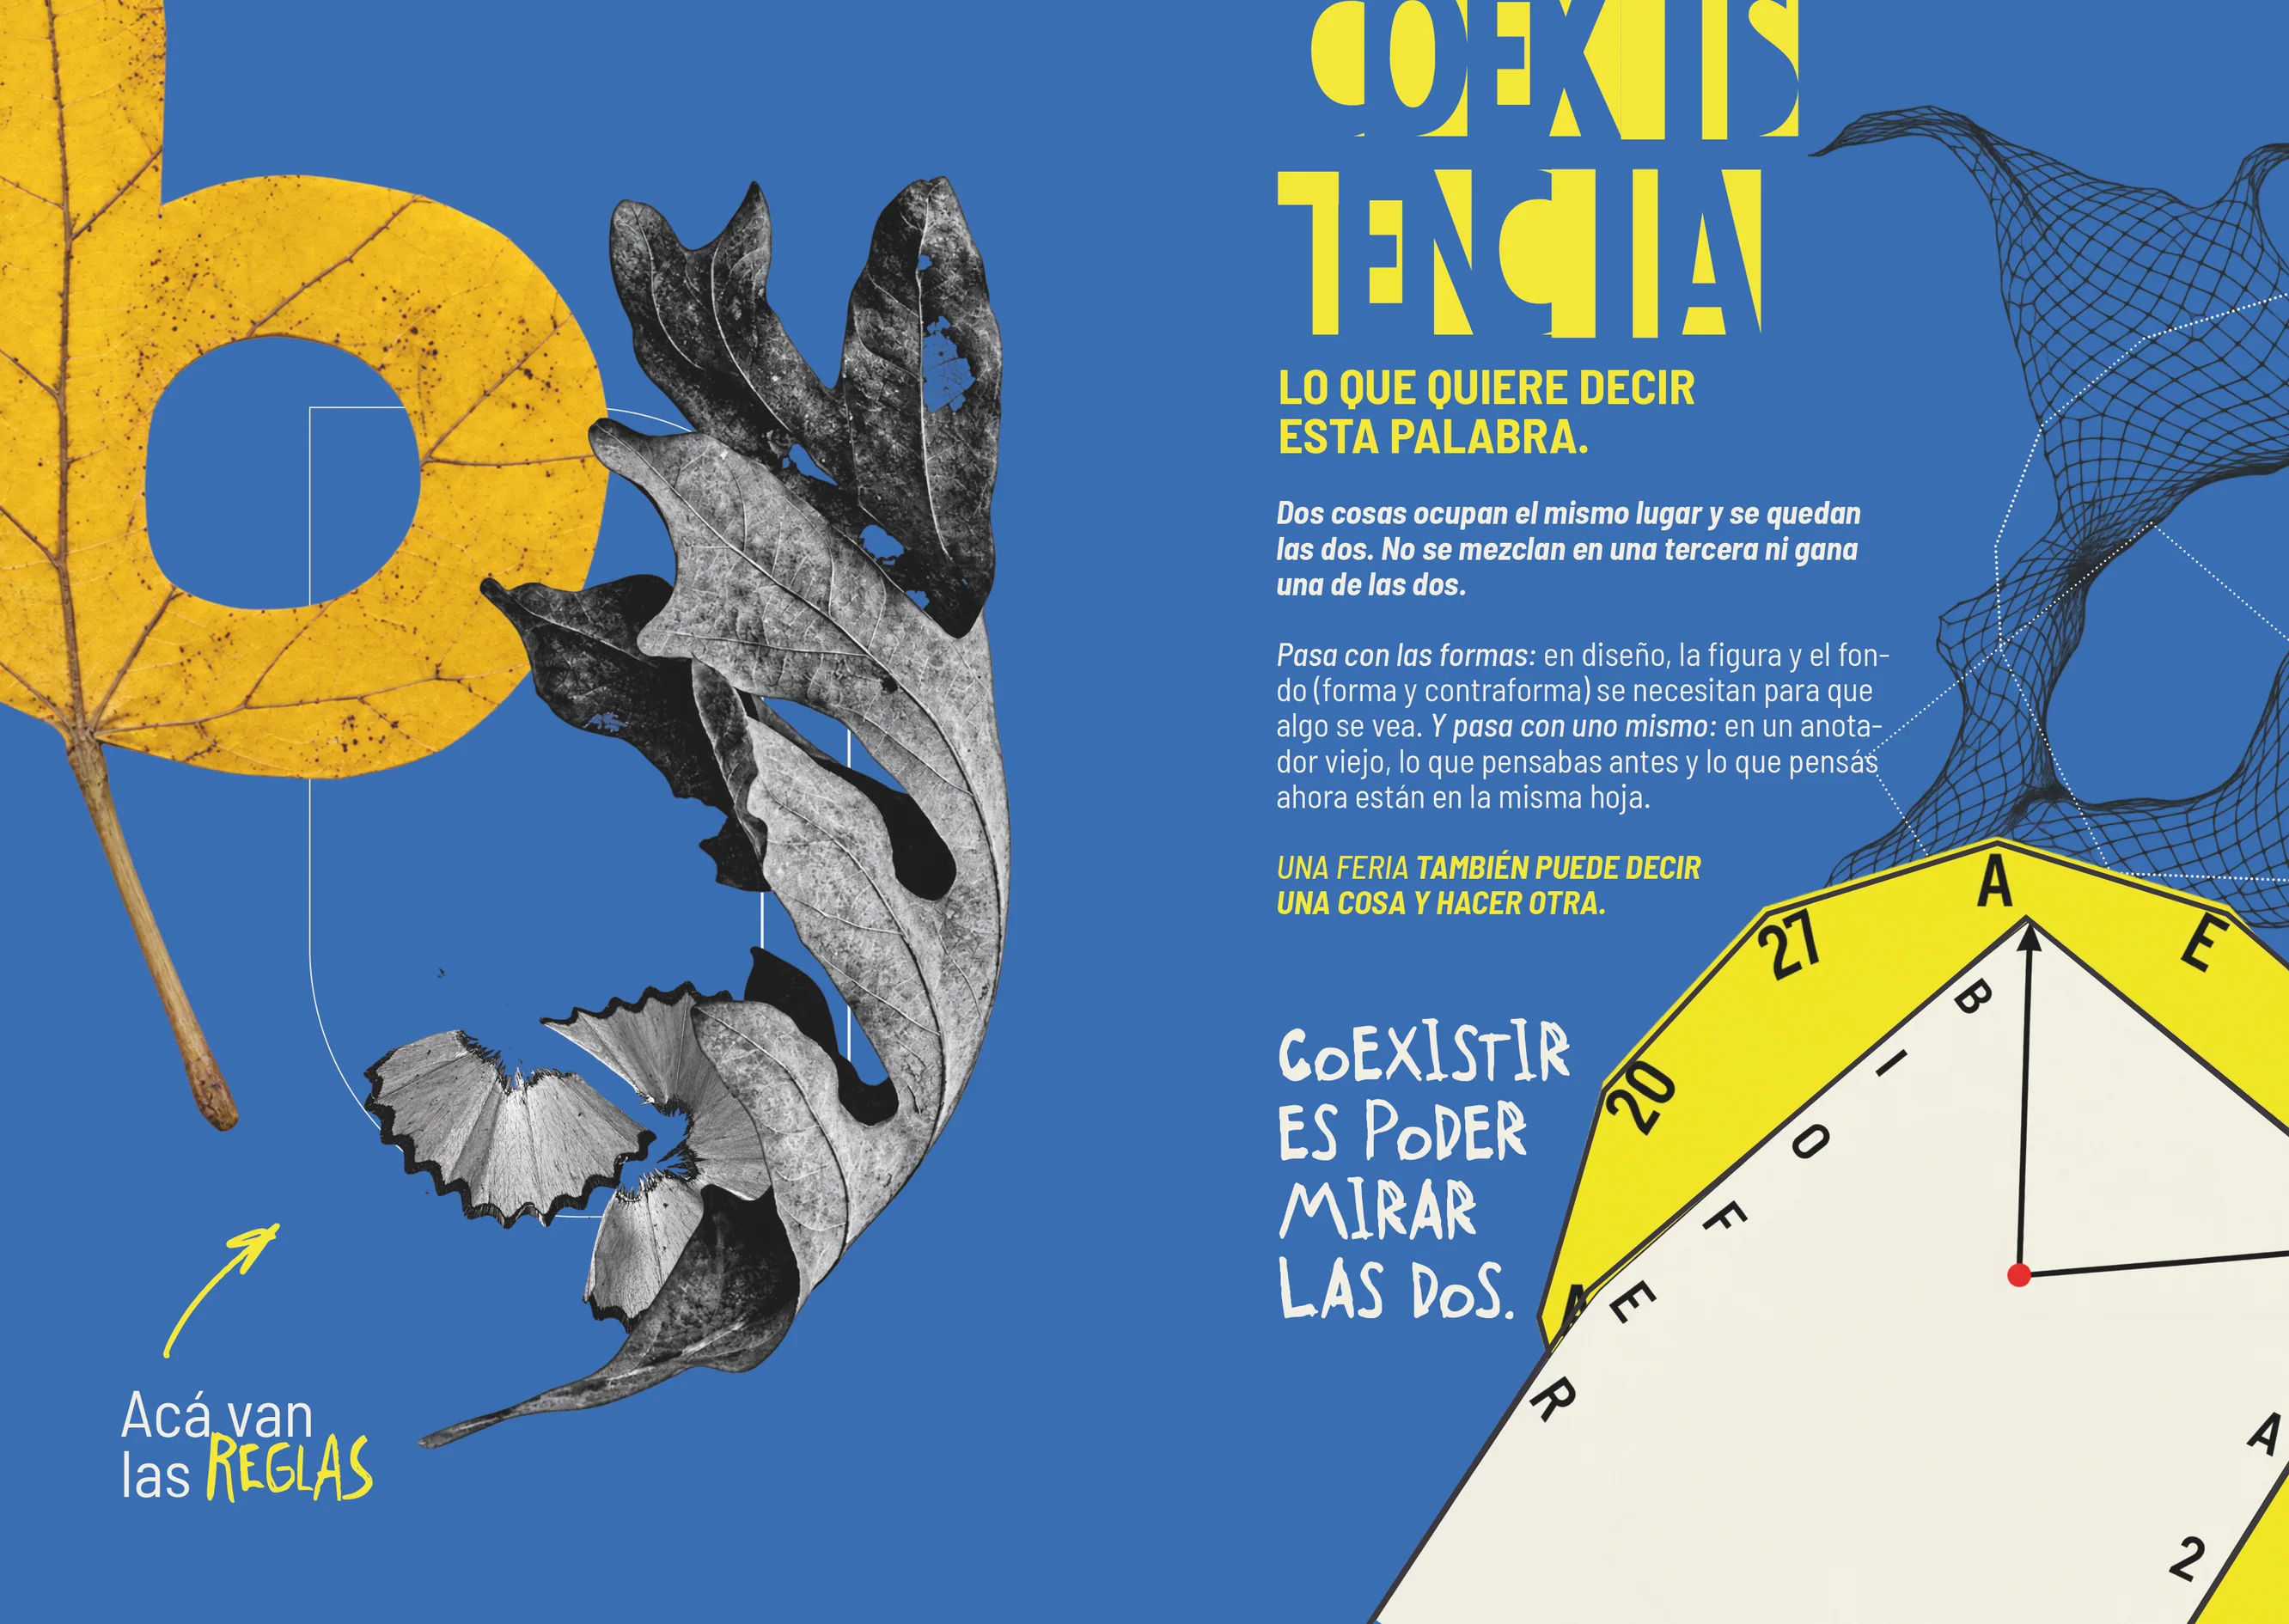 b
Acá van
las REGLAS
COEXIS
TENCIA
LO QUE QUIERE DECIR
ESTA PALABRA.
Dos cosas ocupan el mismo lugar y se quedan
las dos. No se mezclan en una tercera ni gana
una de las dos.
Pasa con las formas: en diseño, la figura y el fon-
do (forma y contraforma) se necesitan para que
algo se vea. Y pasa con uno mismo: en un anota-
dor viejo, lo que pensabas antes y lo que pensás
ahora están en la misma hoja.
UNA FERIA TAMBIÉN PUEDE DECIR
UNA COSA Y HACER OTRA.
COEXISTIR
ES PODER
MIRAR
LAS DOS.
20
27
A
E
A
R
E
F
O
I
B
A
2